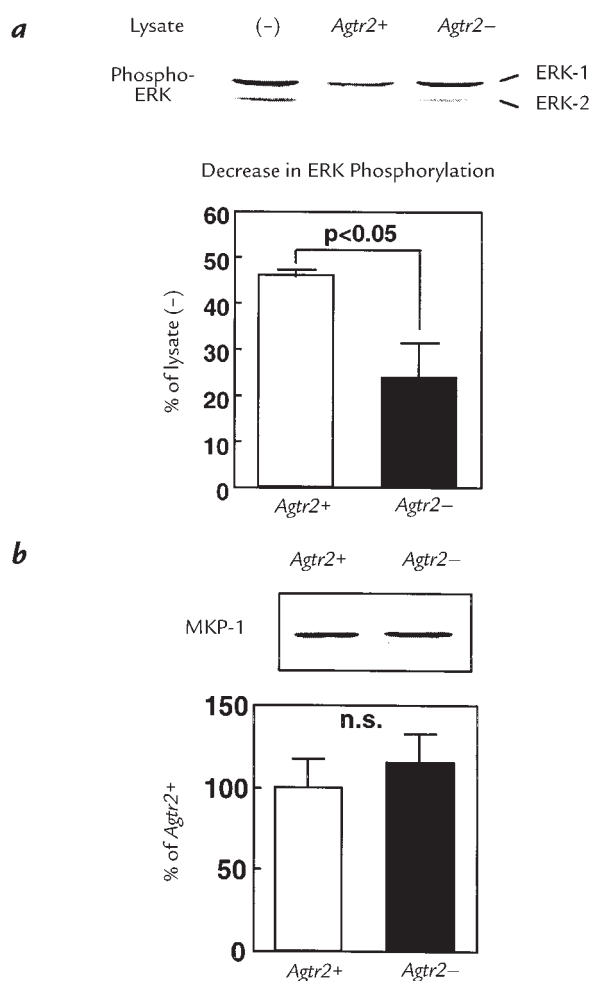 a
Lysate (–) Agtr2+ Agtr2–
Phospho-
ERK
ERK-1
ERK-2
Decrease in ERK Phosphorylation
% of lysate (–)
60
50
40
30
20
10
0
p<0.05
Agtr2+ Agtr2–
b
Agtr2+ Agtr2–
MKP-1
% of Agtr2+
150
100
50
0
n.s.
Agtr2+ Agtr2–